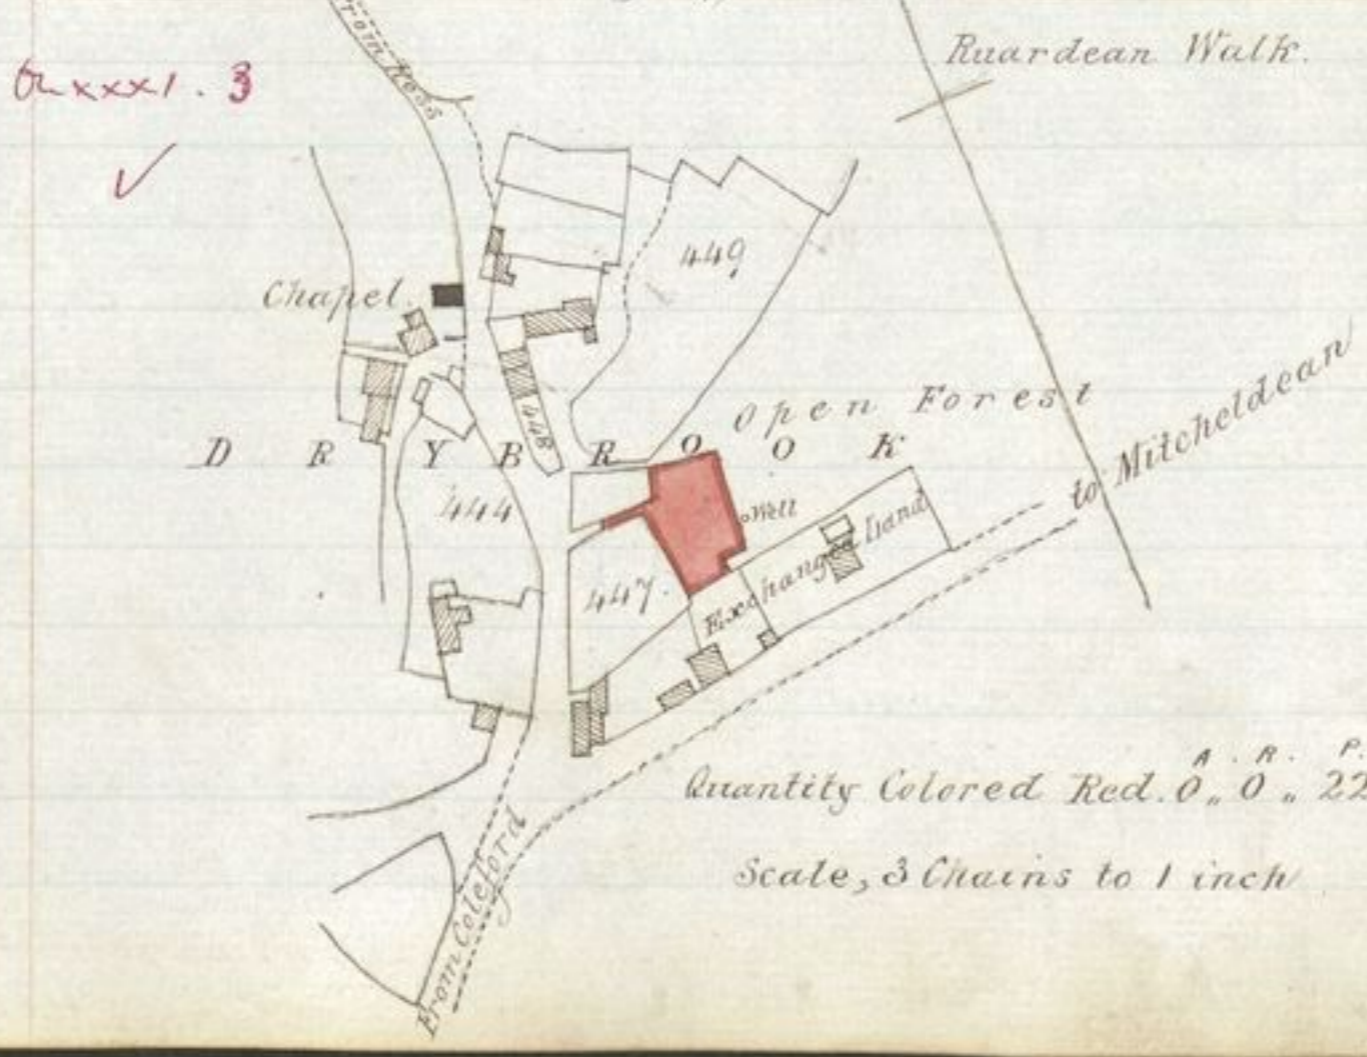 Ruardean Walk.
From Ross
xxxi . 3
449
Chapel.
Open Forest
to Mitcheldean
448
D R Y B R O O K
444
Well
Exchanged Land
447.
A . R . P.
Quantity Colored Red. 0 „ 0 „ 22
Scale, 3 Chains to 1 inch
From Coleford